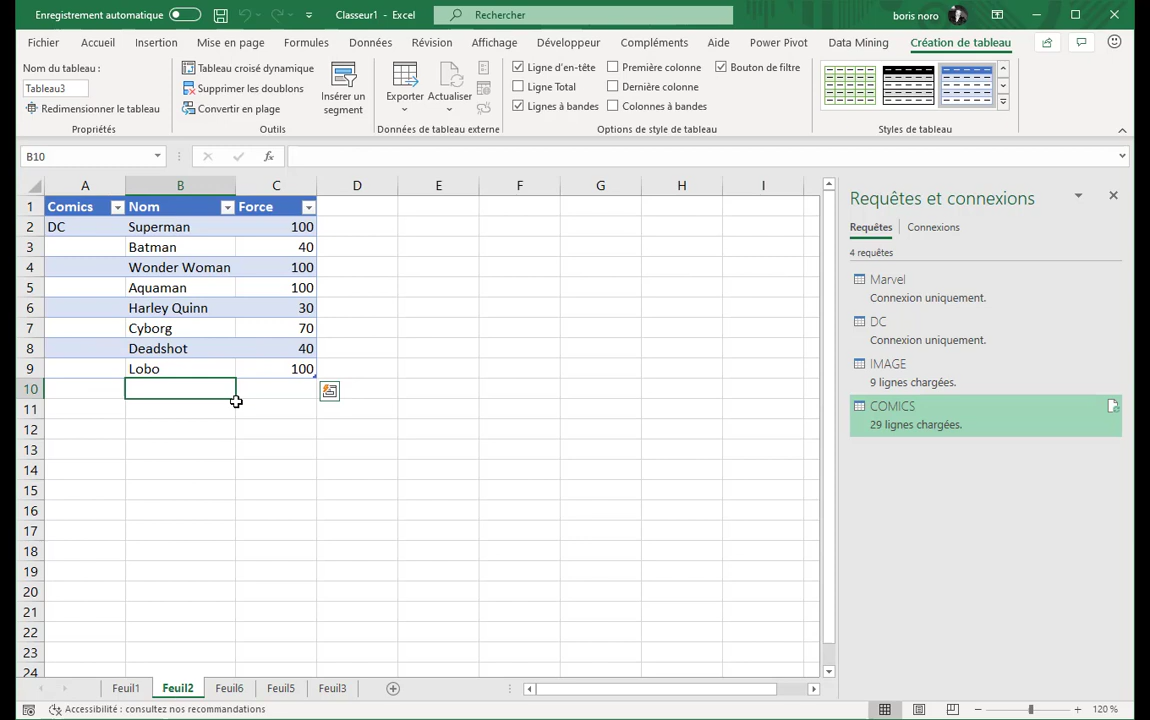 Enregistrement automatique Classeur1 - Excel Rechercher boris noro
Fichier Accueil Insertion Mise en page Formules Données Révision Affichage Développeur Compléments Aide Power Pivot Data Mining Création de tableau
Nom du tableau :
Tableau3
Redimensionner le tableau
Propriétés
Tableau croisé dynamique
Supprimer les doublons
Convertir en plage
Insérer un segment
Outils
Exporter Actualiser
Données de tableau externe
Ligne d'en-tête Première colonne Bouton de filtre
Ligne Total Dernière colonne
Lignes à bandes Colonnes à bandes
Options de style de tableau
Styles de tableau
B10 fx
A B C D E F G H I
1 Comics Nom Force
2 DC Superman 100
3 Batman 40
4 Wonder Woman 100
5 Aquaman 100
6 Harley Quinn 30
7 Cyborg 70
8 Deadshot 40
9 Lobo 100
10
11
12
13
14
15
16
17
18
19
20
21
22
23
24
Requêtes et connexions
Requêtes Connexions
4 requêtes
Marvel
Connexion uniquement.
DC
Connexion uniquement.
IMAGE
9 lignes chargées.
COMICS
29 lignes chargées.
Feuil1 Feuil2 Feuil6 Feuil5 Feuil3
Accessibilité : consultez nos recommandations 120 %